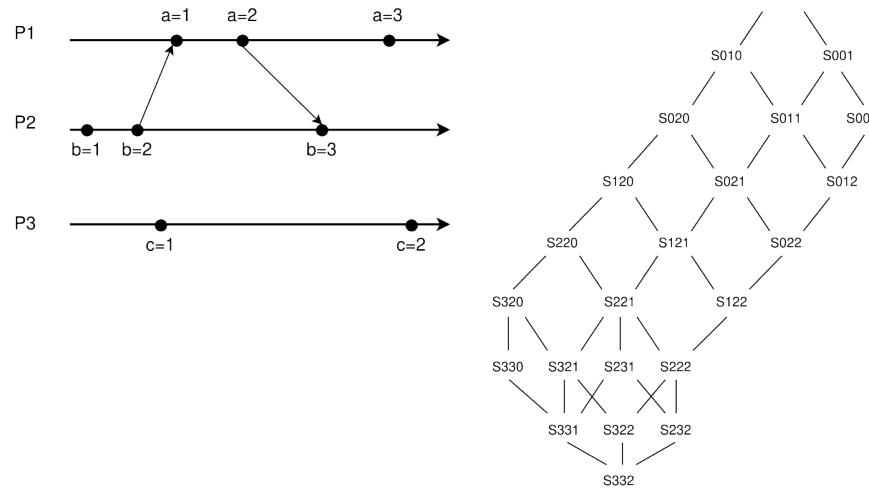 P1
a=1 a=2 a=3
P2
b=1 b=2 b=3
P3
c=1 c=2
S010 S001
S020 S011 S00
S120 S021 S012
S220 S121 S022
S320 S221 S122
S330 S321 S231 S222
S331 S322 S232
S332